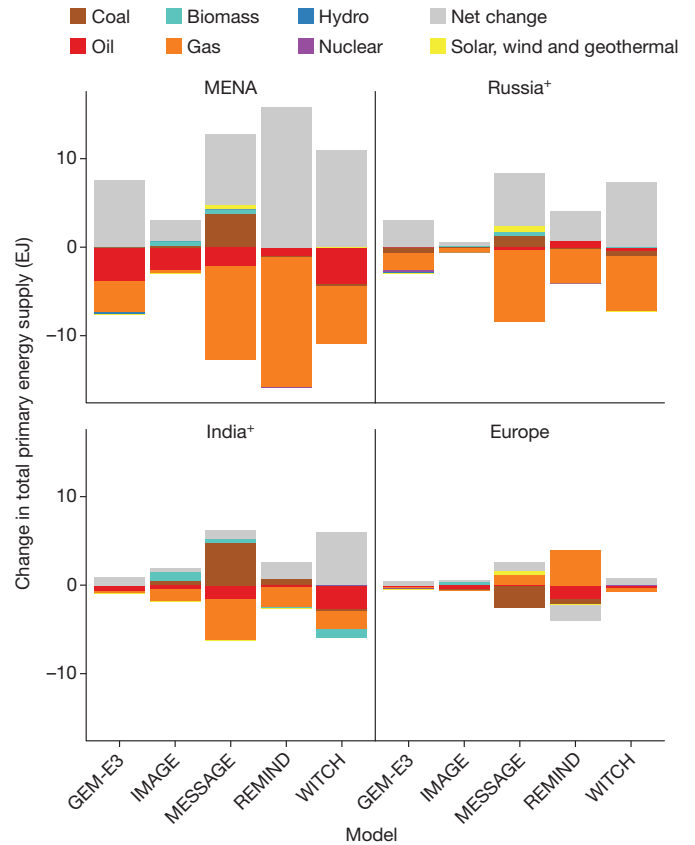 Coal Biomass Hydro Net change
Oil Gas Nuclear Solar, wind and geothermal
MENA Russia⁺
Change in total primary energy supply (EJ)
10
0
−10
India⁺ Europe
10
0
−10
GEM-E3 IMAGE MESSAGE REMIND WITCH GEM-E3 IMAGE MESSAGE REMIND WITCH
Model